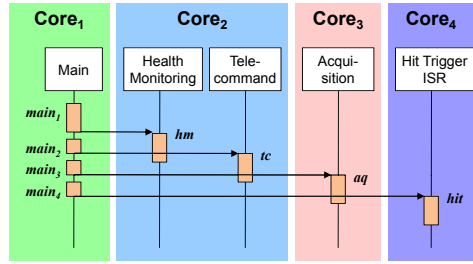 Core1 Core2 Core3 Core4
Main
Health
Monitoring
Tele-
command
Acqui-
sition
Hit Trigger
ISR
main1
hm
main2
tc
main3
aq
main4
hit